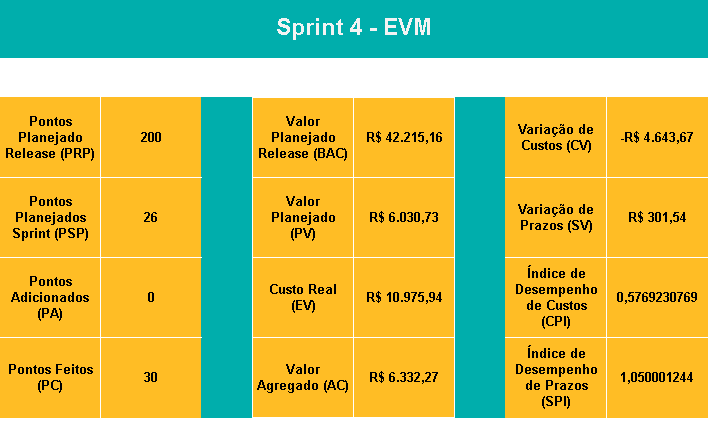 Sprint 4 - EVM
Pontos
Planejado
Release (PRP)
200
Valor
Planejado
Release (BAC)
R$ 42.215,16
Variação de
Custos (CV)
-R$ 4.643,67
Pontos
Planejados
Sprint (PSP)
26
Valor
Planejado
(PV)
R$ 6.030,73
Variação de
Prazos (SV)
R$ 301,54
Pontos
Adicionados
(PA)
0
Custo Real
(EV)
R$ 10.975,94
Índice de
Desempenho
de Custos
(CPI)
0,5769230769
Pontos Feitos
(PC)
30
Valor
Agregado (AC)
R$ 6.332,27
Índice de
Desempenho
de Prazos
(SPI)
1,050001244